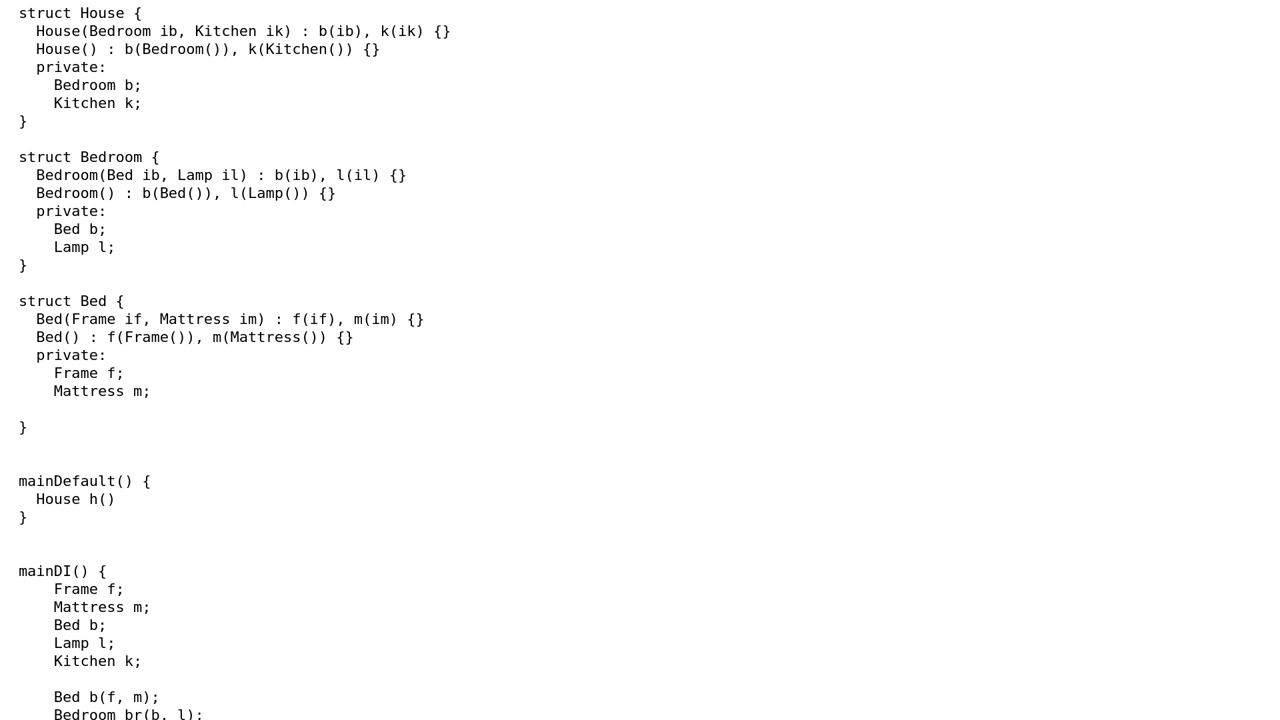 struct House {
  House(Bedroom ib, Kitchen ik) : b(ib), k(ik) {}
  House() : b(Bedroom()), k(Kitchen()) {}
  private:
    Bedroom b;
    Kitchen k;
}

struct Bedroom {
  Bedroom(Bed ib, Lamp il) : b(ib), l(il) {}
  Bedroom() : b(Bed()), l(Lamp()) {}
  private:
    Bed b;
    Lamp l;
}

struct Bed {
  Bed(Frame if, Mattress im) : f(if), m(im) {}
  Bed() : f(Frame()), m(Mattress()) {}
  private:
    Frame f;
    Mattress m;

}


mainDefault() {
  House h()
}


mainDI() {
    Frame f;
    Mattress m;
    Bed b;
    Lamp l;
    Kitchen k;

    Bed b(f, m);
    Bedroom br(b, l);